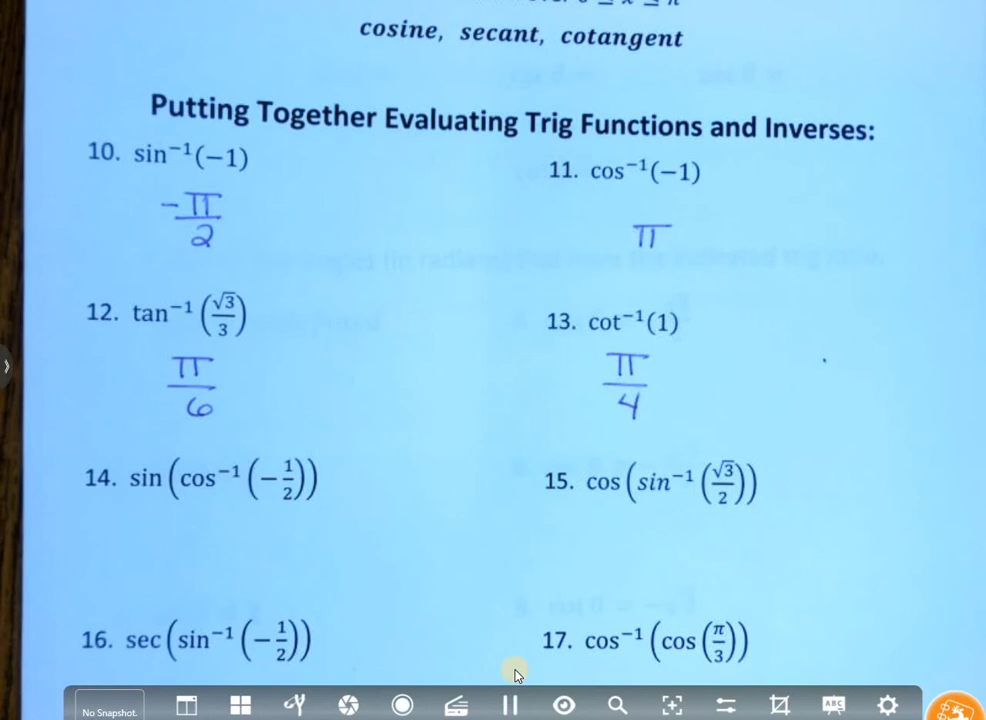 cosine, secant, cotangent
Putting Together Evaluating Trig Functions and Inverses:
10. sin⁻¹(−1)
11. cos⁻¹(−1)
−π/2
π
12. tan⁻¹(√3/3)
13. cot⁻¹(1)
π/6
π/4
14. sin(cos⁻¹(−1/2))
15. cos(sin⁻¹(√3/2))
16. sec(sin⁻¹(−1/2))
17. cos⁻¹(cos(π/3))
No Snapshot.
ABC